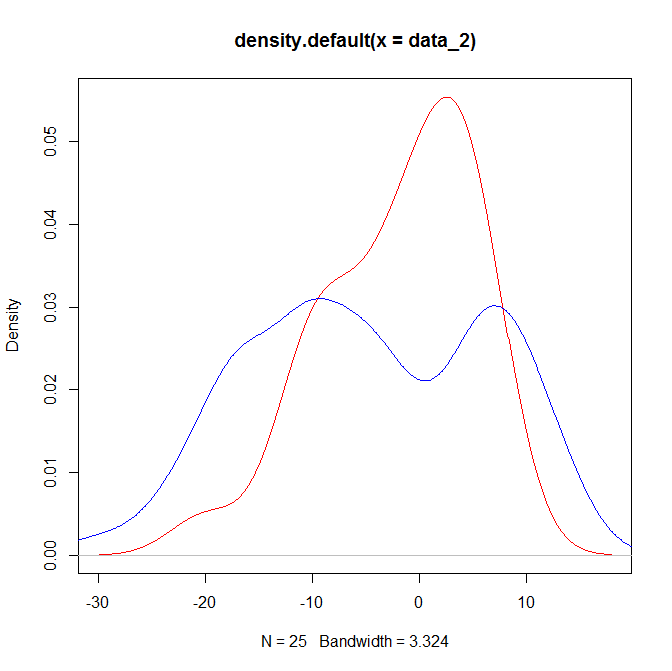 density.default(x = data_2)
Density
0.05
0.04
0.03
0.02
0.01
0.00
-30 -20 -10 0 10
N = 25 Bandwidth = 3.324